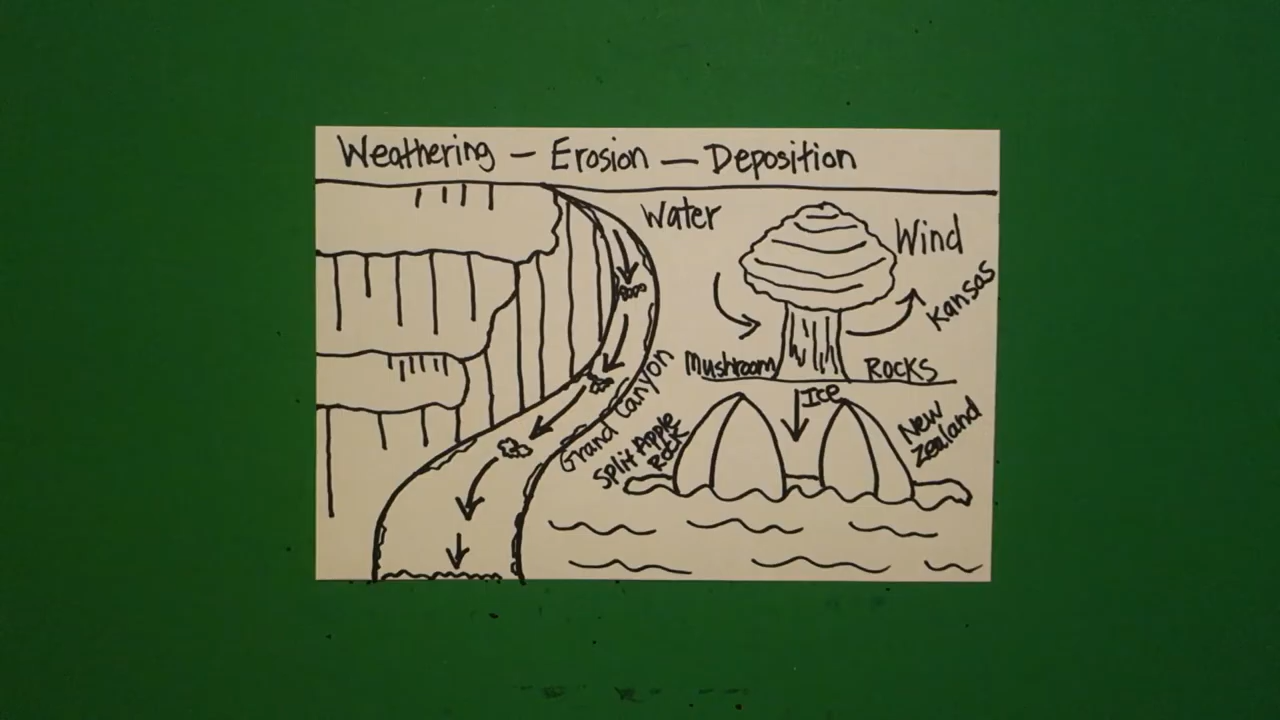 Weathering – Erosion – Deposition
Water
Wind
Kansas
Mushroom ROCKS
Grand Canyon
Ice
Split Apple
Rock
New
Zealand